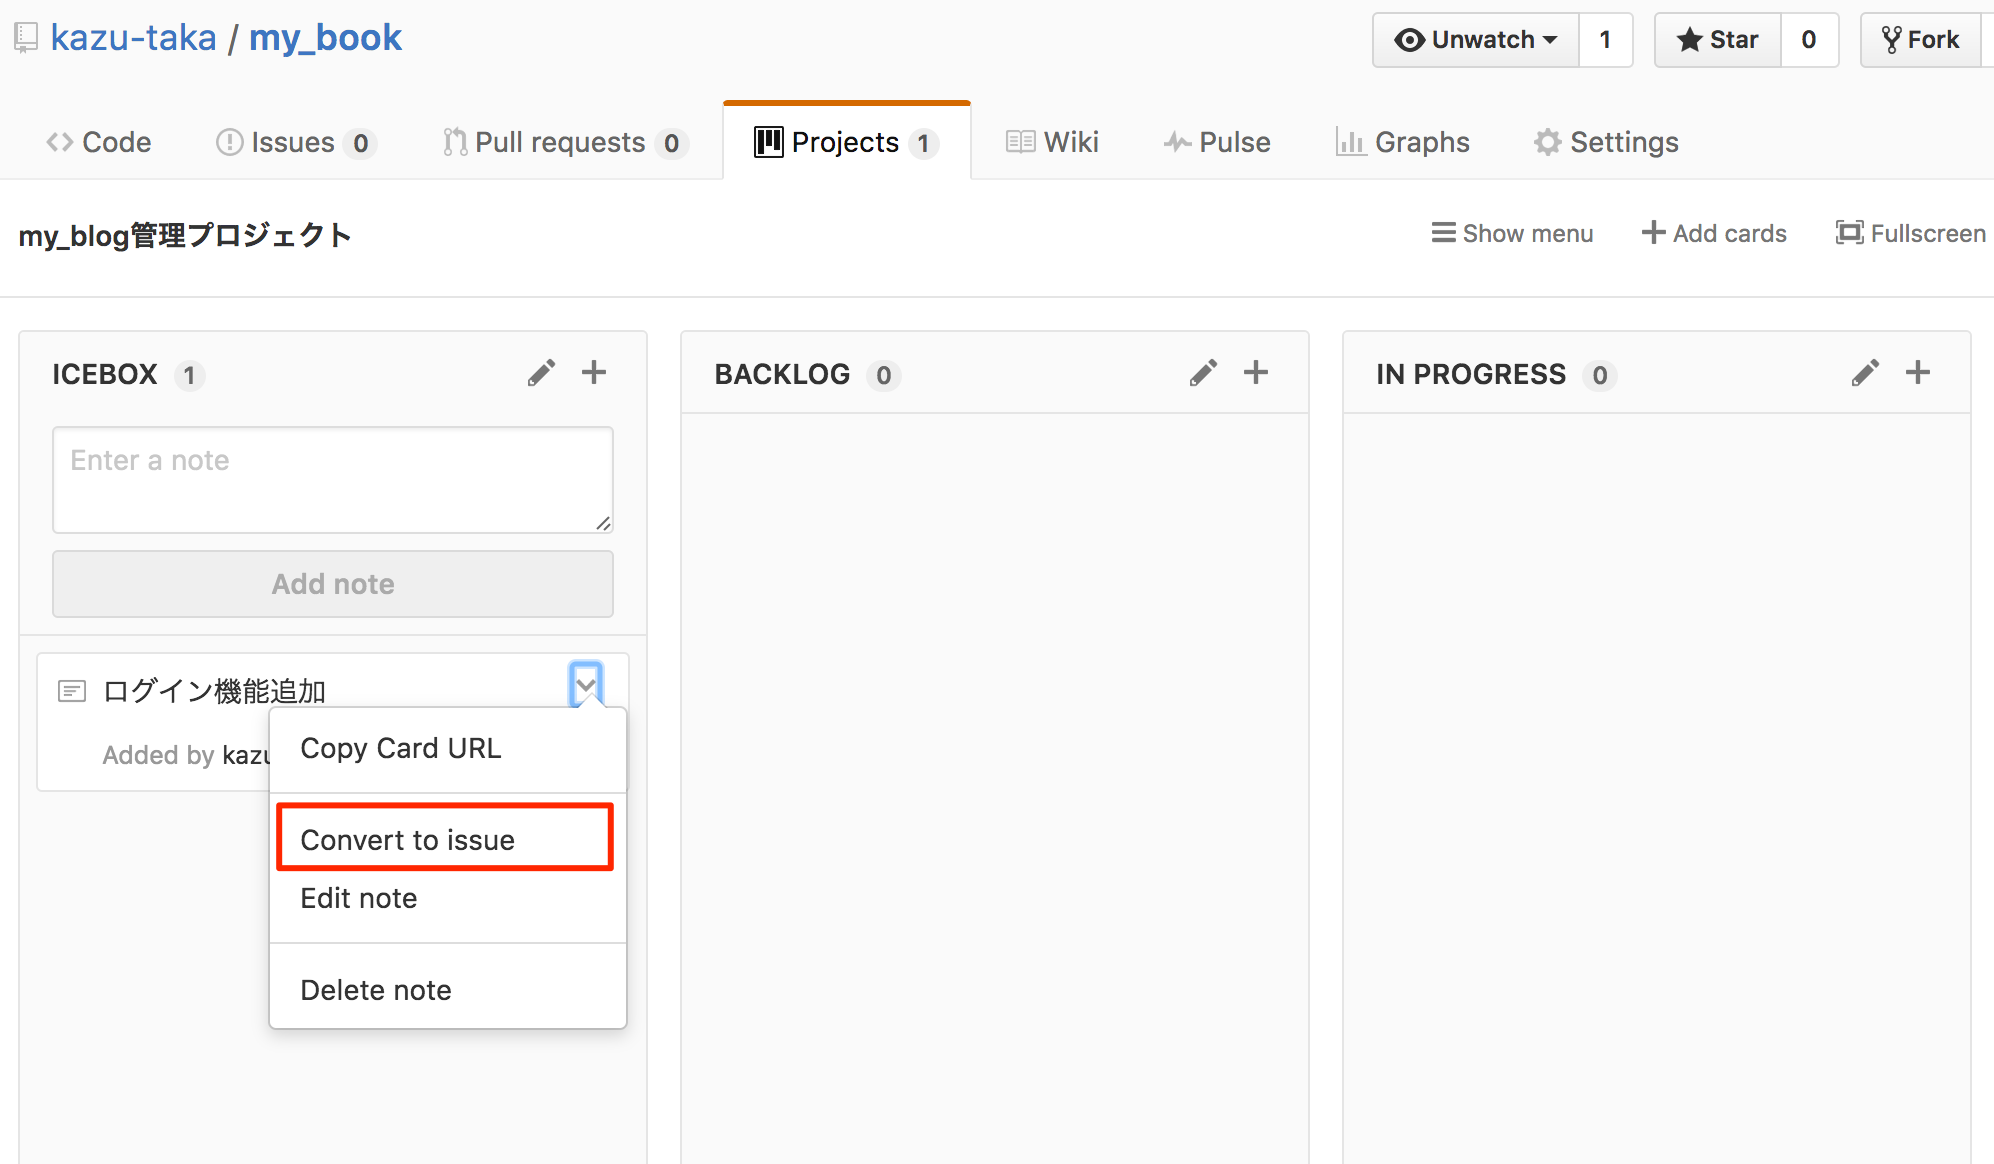 kazu-taka / my_book
Unwatch 1 Star 0 Fork
Code Issues 0 Pull requests 0 Projects 1 Wiki Pulse Graphs Settings
my_blog管理プロジェクト
Show menu Add cards Fullscreen
ICEBOX 1
Enter a note
Add note
ログイン機能追加
Added by kazu
Copy Card URL
Convert to issue
Edit note
Delete note
BACKLOG 0
IN PROGRESS 0